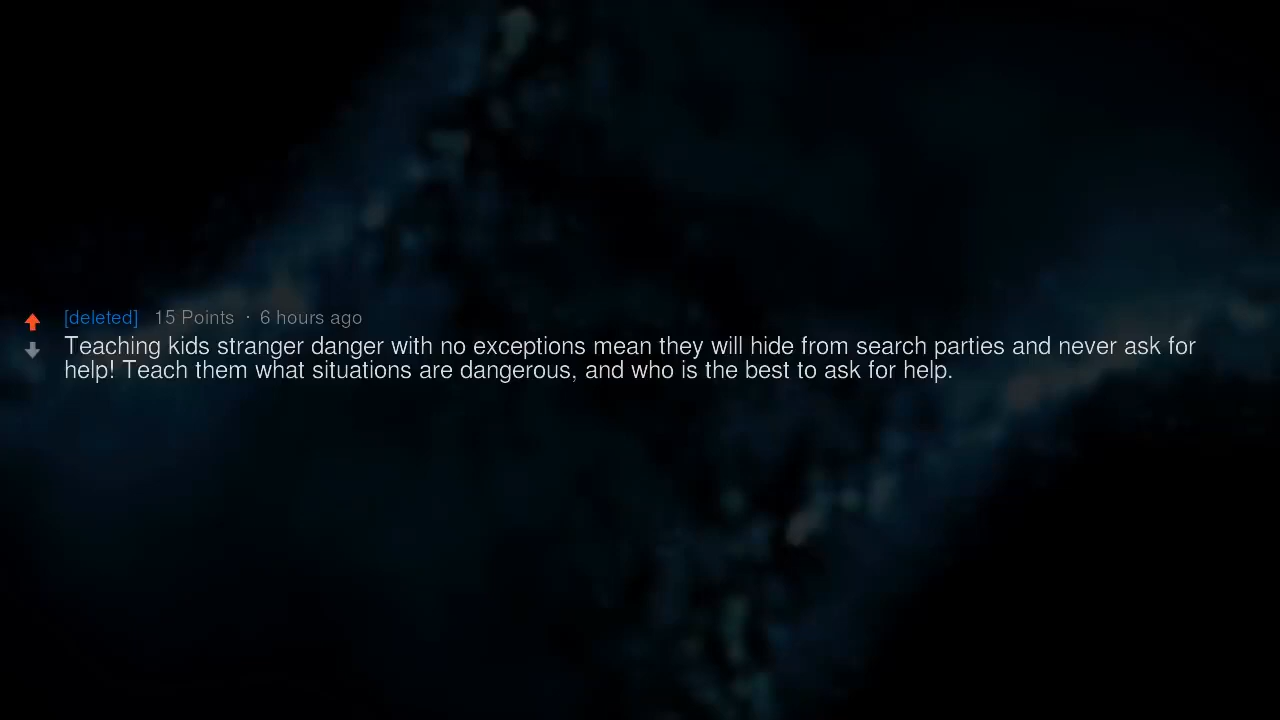 [deleted] 15 Points · 6 hours ago
Teaching kids stranger danger with no exceptions mean they will hide from search parties and never ask for
help! Teach them what situations are dangerous, and who is the best to ask for help.